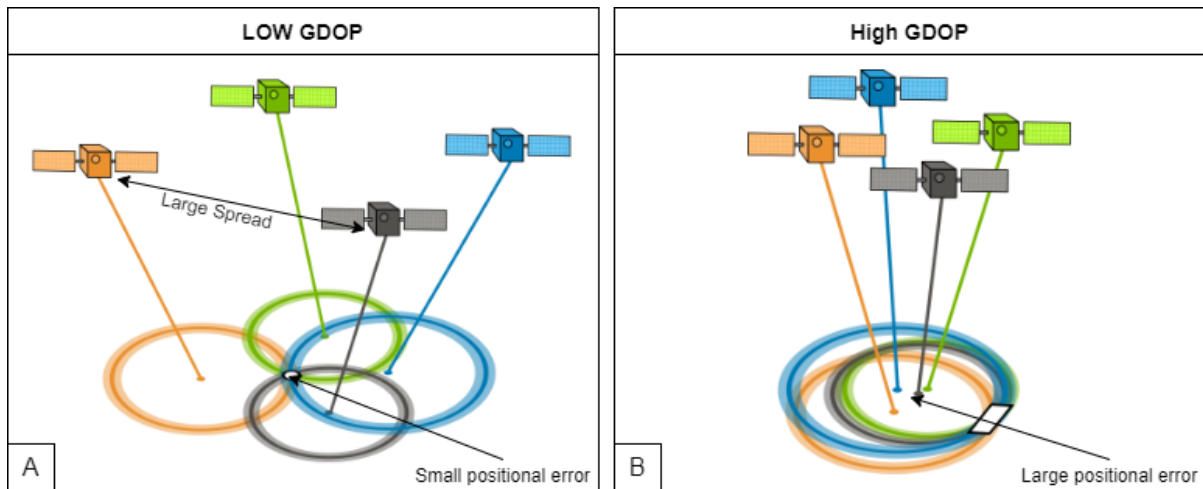 LOW GDOP
High GDOP
Large Spread
A
Small positional error
B
Large positional error